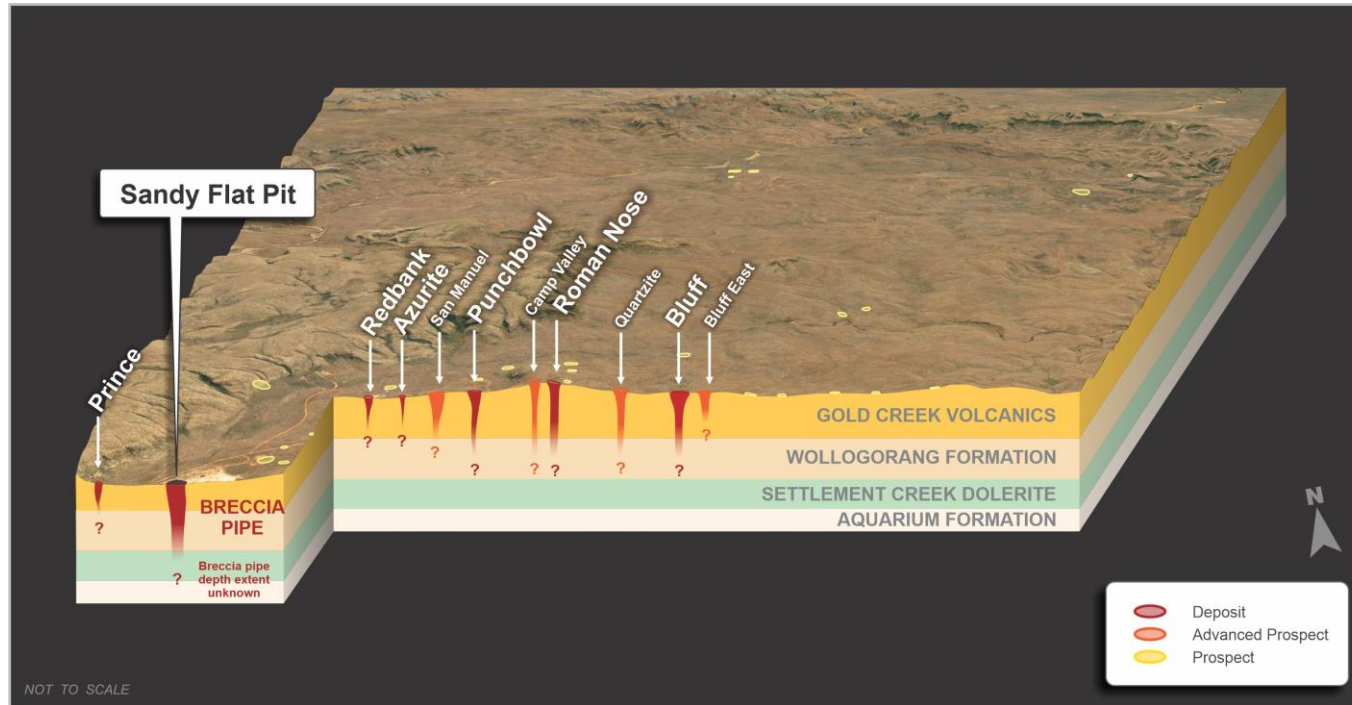 Sandy Flat Pit
Prince
Redbank
Azurite
San Manuel
Punchbowl
Camp Valley
Roman Nose
Quartzite
Bluff
Bluff East
?
?
?
?
?
?
?
?
?
GOLD CREEK VOLCANICS
WOLLOGORANG FORMATION
SETTLEMENT CREEK DOLERITE
AQUARIUM FORMATION
BRECCIA
PIPE
?
Breccia pipe
depth extent
unknown
?
N
Deposit
Advanced Prospect
Prospect
NOT TO SCALE